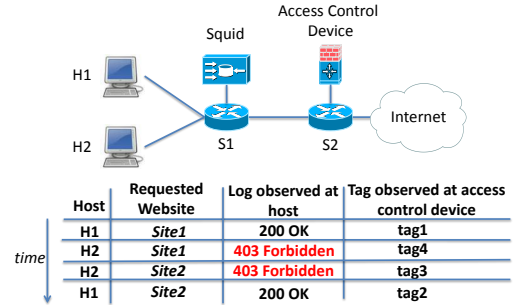 Access Control
Device
Squid
H1
H2
S1
S2
Internet
Host
Requested
Website
Log observed at
host
Tag observed at access
control device
H1 Site1 200 OK tag1
H2 Site1 403 Forbidden tag4
time
H2 Site2 403 Forbidden tag3
H1 Site2 200 OK tag2